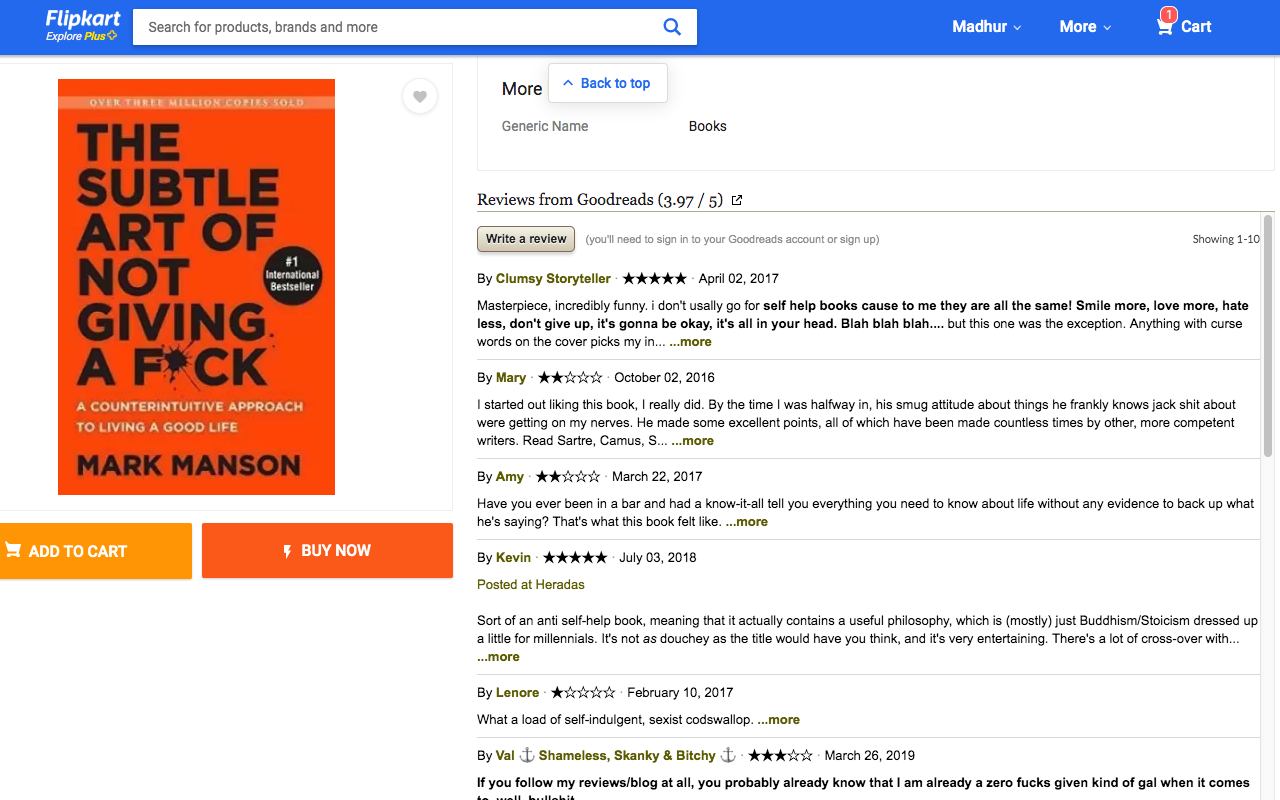 Flipkart
Explore Plus
Search for products, brands and more
Madhur
More
1
Cart
OVER THREE MILLION COPIES SOLD
THE
SUBTLE
ART OF
NOT
GIVING
A F CK
#1
International
Bestseller
A COUNTERINTUITIVE APPROACH
TO LIVING A GOOD LIFE
MARK MANSON
ADD TO CART
BUY NOW
More
Back to top
Generic Name Books
Reviews from Goodreads (3.97 / 5)
Write a review (you'll need to sign in to your Goodreads account or sign up) Showing 1-10
By Clumsy Storyteller · ★★★★★ · April 02, 2017
Masterpiece, incredibly funny. i don't usally go for self help books cause to me they are all the same! Smile more, love more, hate
less, don't give up, it's gonna be okay, it's all in your head. Blah blah blah.... but this one was the exception. Anything with curse
words on the cover picks my in... ...more
By Mary · ★★☆☆☆ · October 02, 2016
I started out liking this book, I really did. By the time I was halfway in, his smug attitude about things he frankly knows jack shit about
were getting on my nerves. He made some excellent points, all of which have been made countless times by other, more competent
writers. Read Sartre, Camus, S... ...more
By Amy · ★★☆☆☆ · March 22, 2017
Have you ever been in a bar and had a know-it-all tell you everything you need to know about life without any evidence to back up what
he's saying? That's what this book felt like. ...more
By Kevin · ★★★★★ · July 03, 2018
Posted at Heradas
Sort of an anti self-help book, meaning that it actually contains a useful philosophy, which is (mostly) just Buddhism/Stoicism dressed up
a little for millennials. It's not as douchey as the title would have you think, and it's very entertaining. There's a lot of cross-over with...
...more
By Lenore · ★☆☆☆☆ · February 10, 2017
What a load of self-indulgent, sexist codswallop. ...more
By Val ⚓ Shameless, Skanky & Bitchy ⚓ · ★★★☆☆ · March 26, 2019
If you follow my reviews/blog at all, you probably already know that I am already a zero fucks given kind of gal when it comes
to, well, bullshit